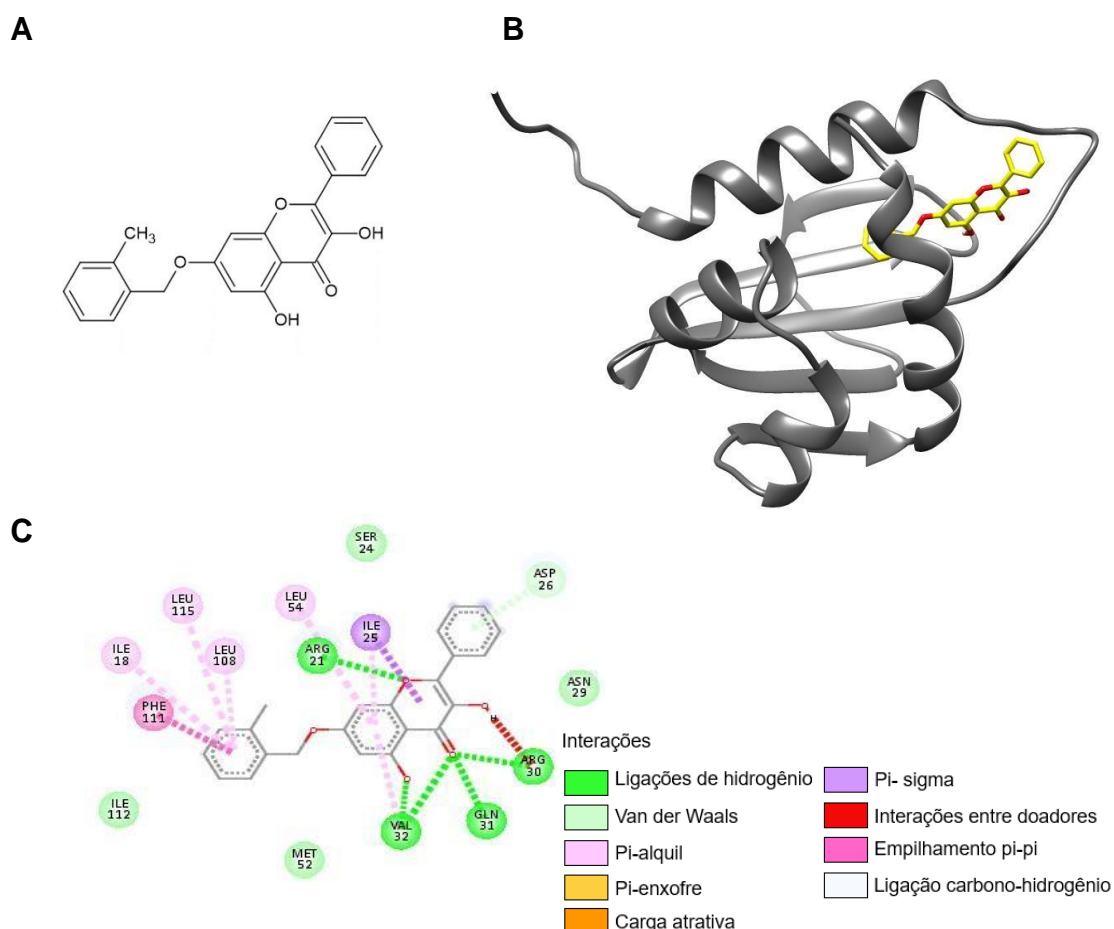 A
B
CH3
O
O
OH
O
OH
C
SER
24
ASP
26
LEU
115
LEU
54
ILE
25
ILE
18
LEU
108
ARG
21
PHE
111
ASN
29
H
ARG
30
ILE
112
VAL
32
GLN
31
MET
52
Interações
Ligações de hidrogênio
Van der Waals
Pi-alquil
Pi-enxofre
Carga atrativa
Pi- sigma
Interações entre doadores
Empilhamento pi-pi
Ligação carbono-hidrogênio